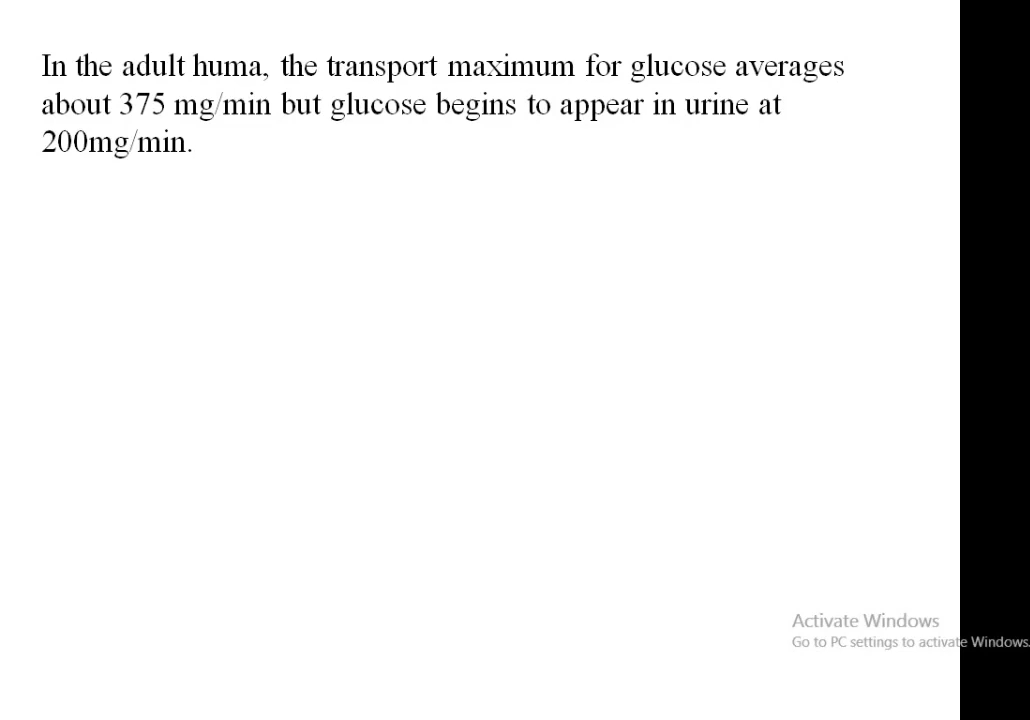 In the adult huma, the transport maximum for glucose averages
about 375 mg/min but glucose begins to appear in urine at
200mg/min.
Activate Windows
Go to PC settings to activate Windows.